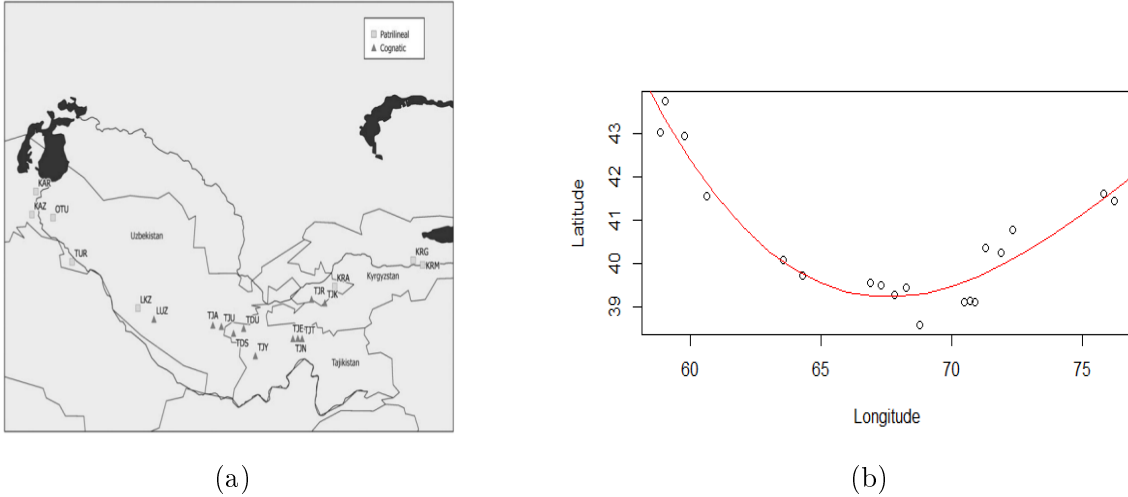 Patrilineal
Cognatic
KAR
KAZ
OTU
Uzbekistan
TUR
KRG
KRM
Kyrgyzstan
KRA
TJR
TJK
LKZ
LUZ
TJA
TJU
TDU
TDS
TJE
TJT
TJN
TJY
Tajikistan
(a)
Latitude
43
42
41
40
39
60
65
70
75
Longitude
(b)